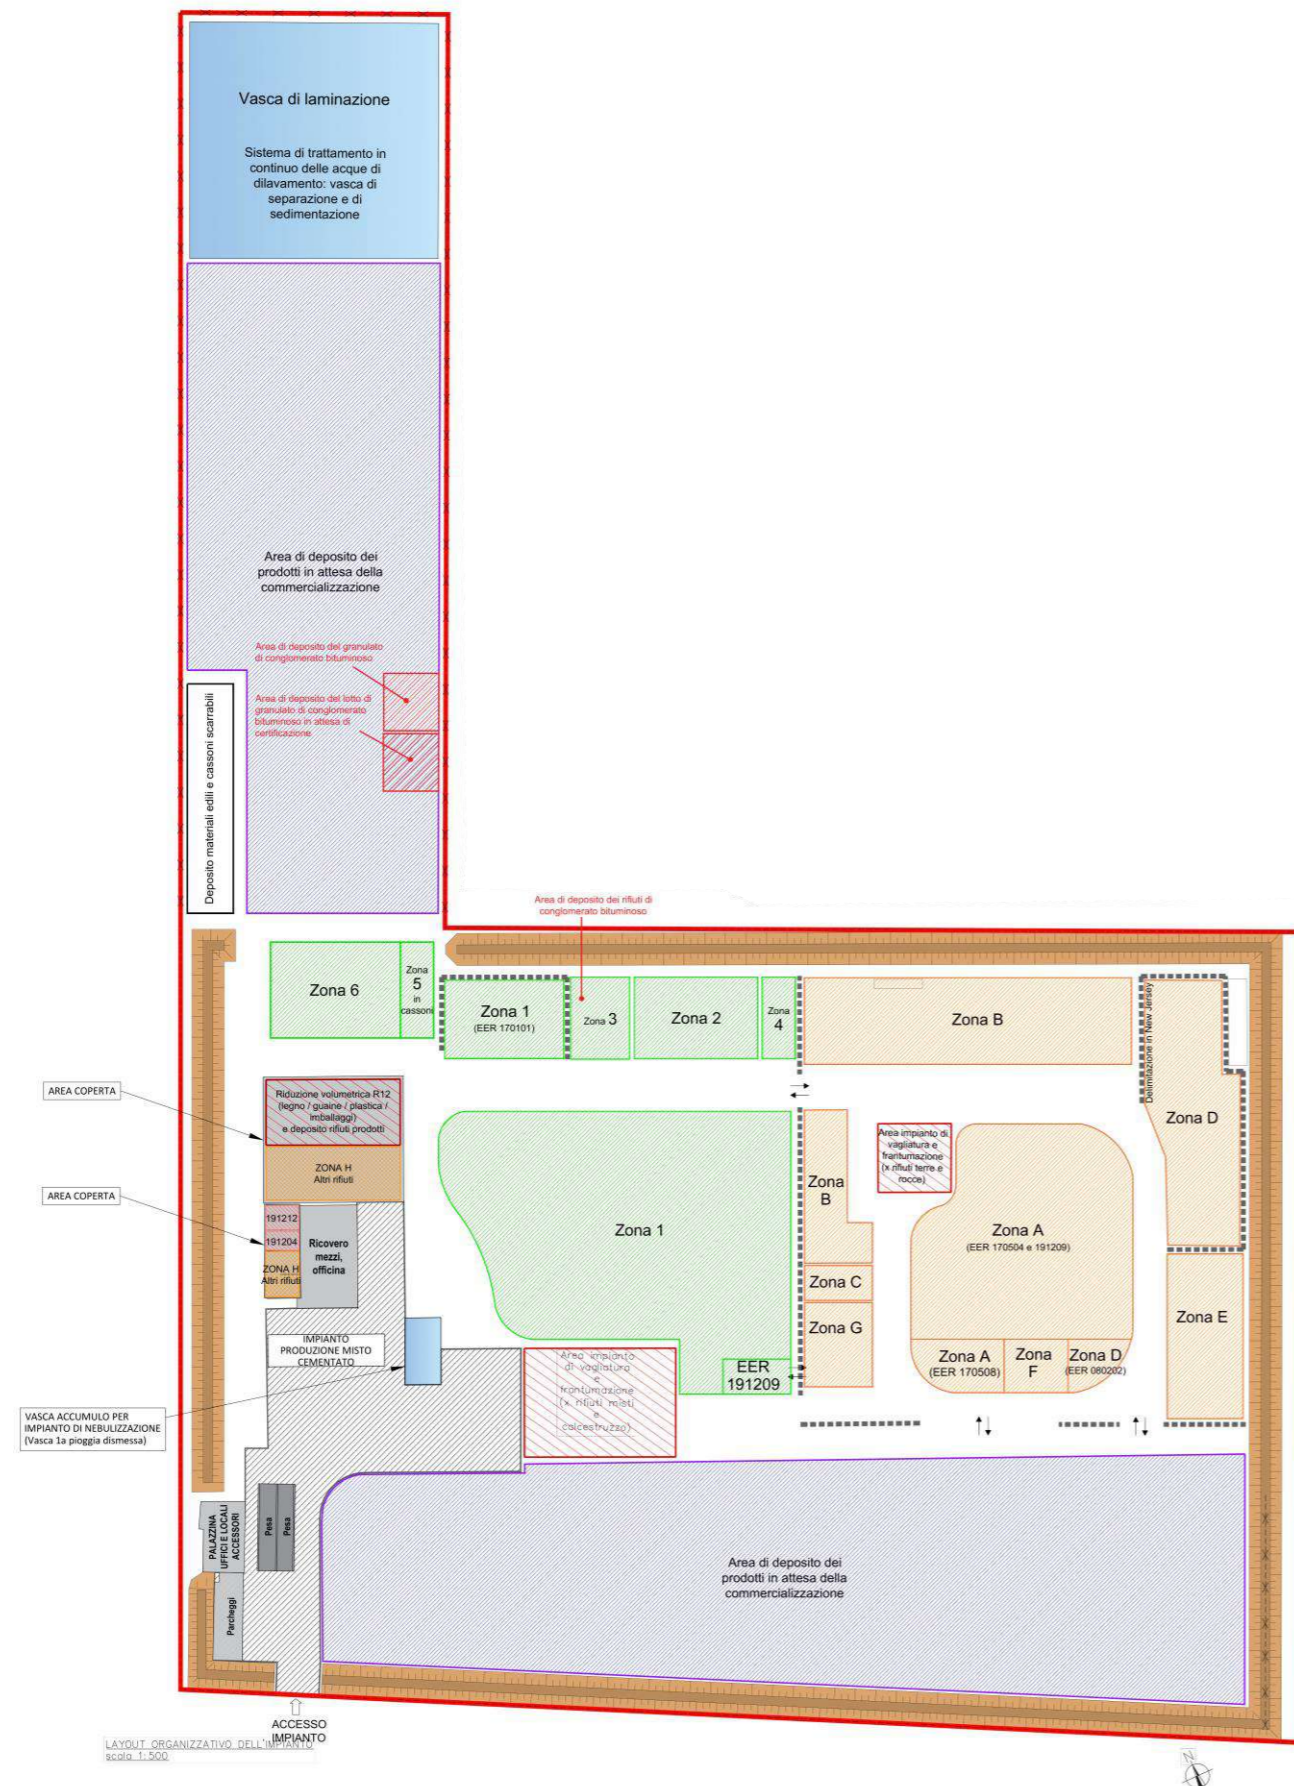 Vasca di laminazione
Sistema di trattamento in
continuo delle acque di
dilavamento: vasca di
separazione e di
sedimentazione
Area di deposito dei
prodotti in attesa della
commercializzazione
Area di deposito del granulato
di conglomerato bituminoso
Area di deposito del lotto di
granulato di conglomerato
bituminoso in attesa di
certificazione
Deposito materiali edili e cassoni scarrabili
Area di deposito dei rifiuti di
conglomerato bituminoso
Zona 6
Zona
5
in
cassoni
Zona 1
(EER 170101)
Zona 3
Zona 2
Zona
4
Zona B
Delimitazione in New Jersey
Zona D
AREA COPERTA
Riduzione volumetrica R12
(legno / guaine / plastica /
imballaggi)
e deposito rifiuti prodotti
ZONA H
Altri rifiuti
AREA COPERTA
191212
191204
ZONA H
Altri rifiuti
Ricovero
mezzi,
officina
Zona 1
Zona
B
Area impianto di
vagliatura e
frantumazione
(x rifiuti terre e
rocce)
Zona A
(EER 170504 e 191209)
Zona C
Zona G
Zona E
IMPIANTO
PRODUZIONE MISTO
CEMENTATO
Area impianto
di vagliatura
e
frantumazione
(x rifiuti misti
e
calcestruzzo)
EER
191209
Zona A
(EER 170508)
Zona
F
Zona D
(EER 080202)
VASCA ACCUMULO PER
IMPIANTO DI NEBULIZZAZIONE
(Vasca 1a pioggia dismessa)
PALAZZINA
UFFICI E LOCALI
ACCESSORI
Pesa
Pesa
Parcheggi
Area di deposito dei
prodotti in attesa della
commercializzazione
ACCESSO
IMPIANTO
LAYOUT ORGANIZZATIVO DELL'IMPIANTO
scala 1:500
N